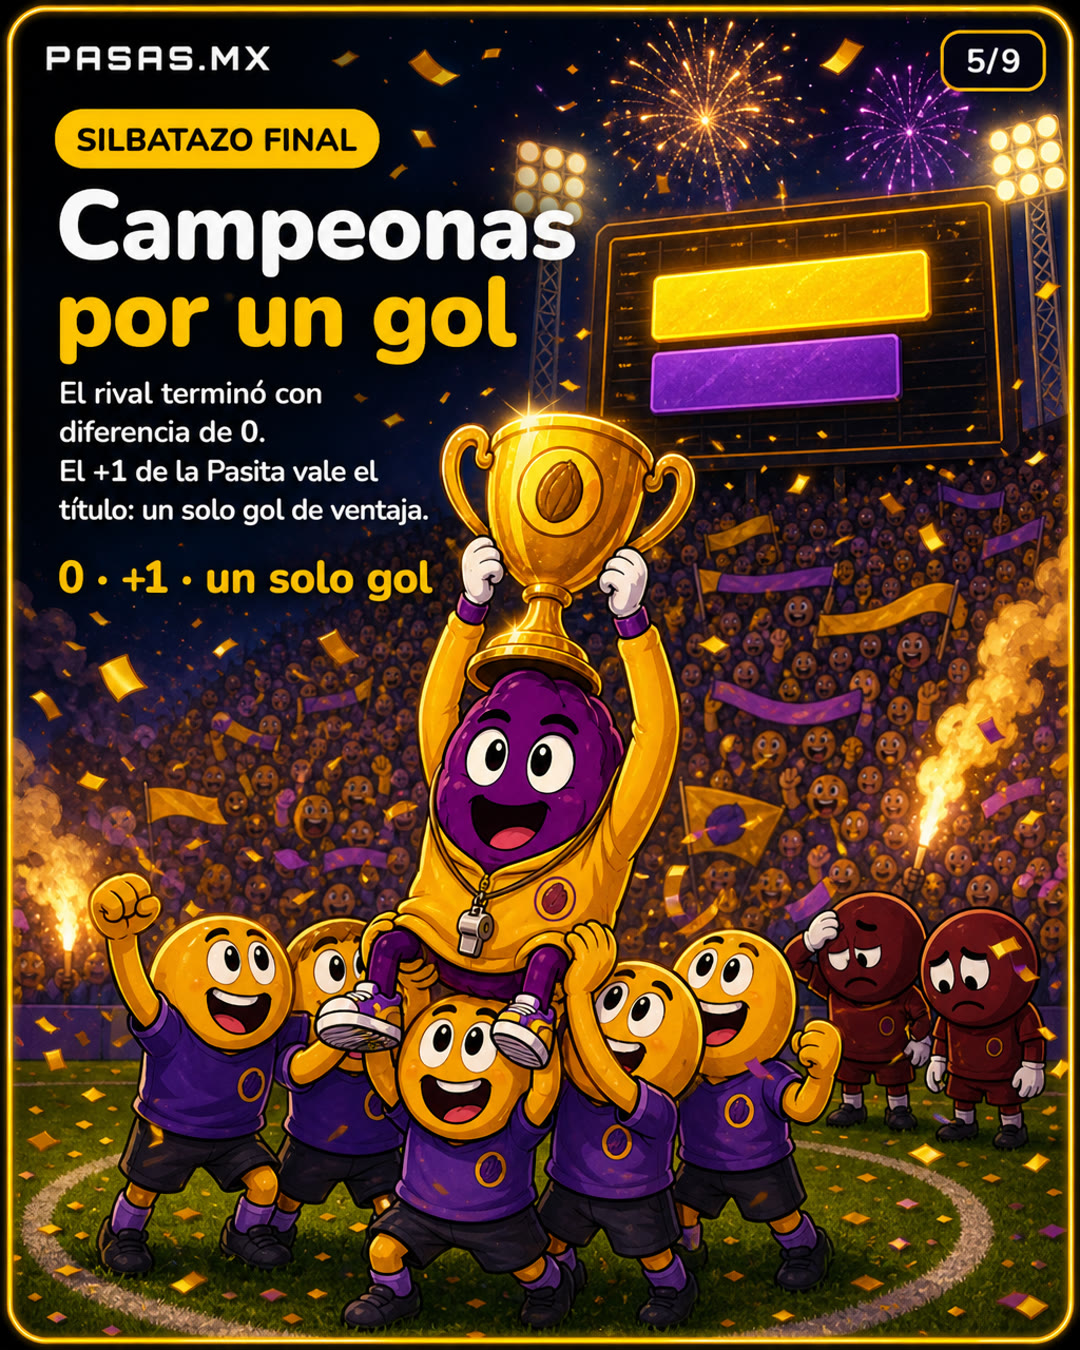 PASAS.MX
5/9
SILBATAZO FINAL
Campeonas
por un gol
El rival terminó con
diferencia de 0.
El +1 de la Pasita vale el
título: un solo gol de ventaja.
0 · +1 · un solo gol